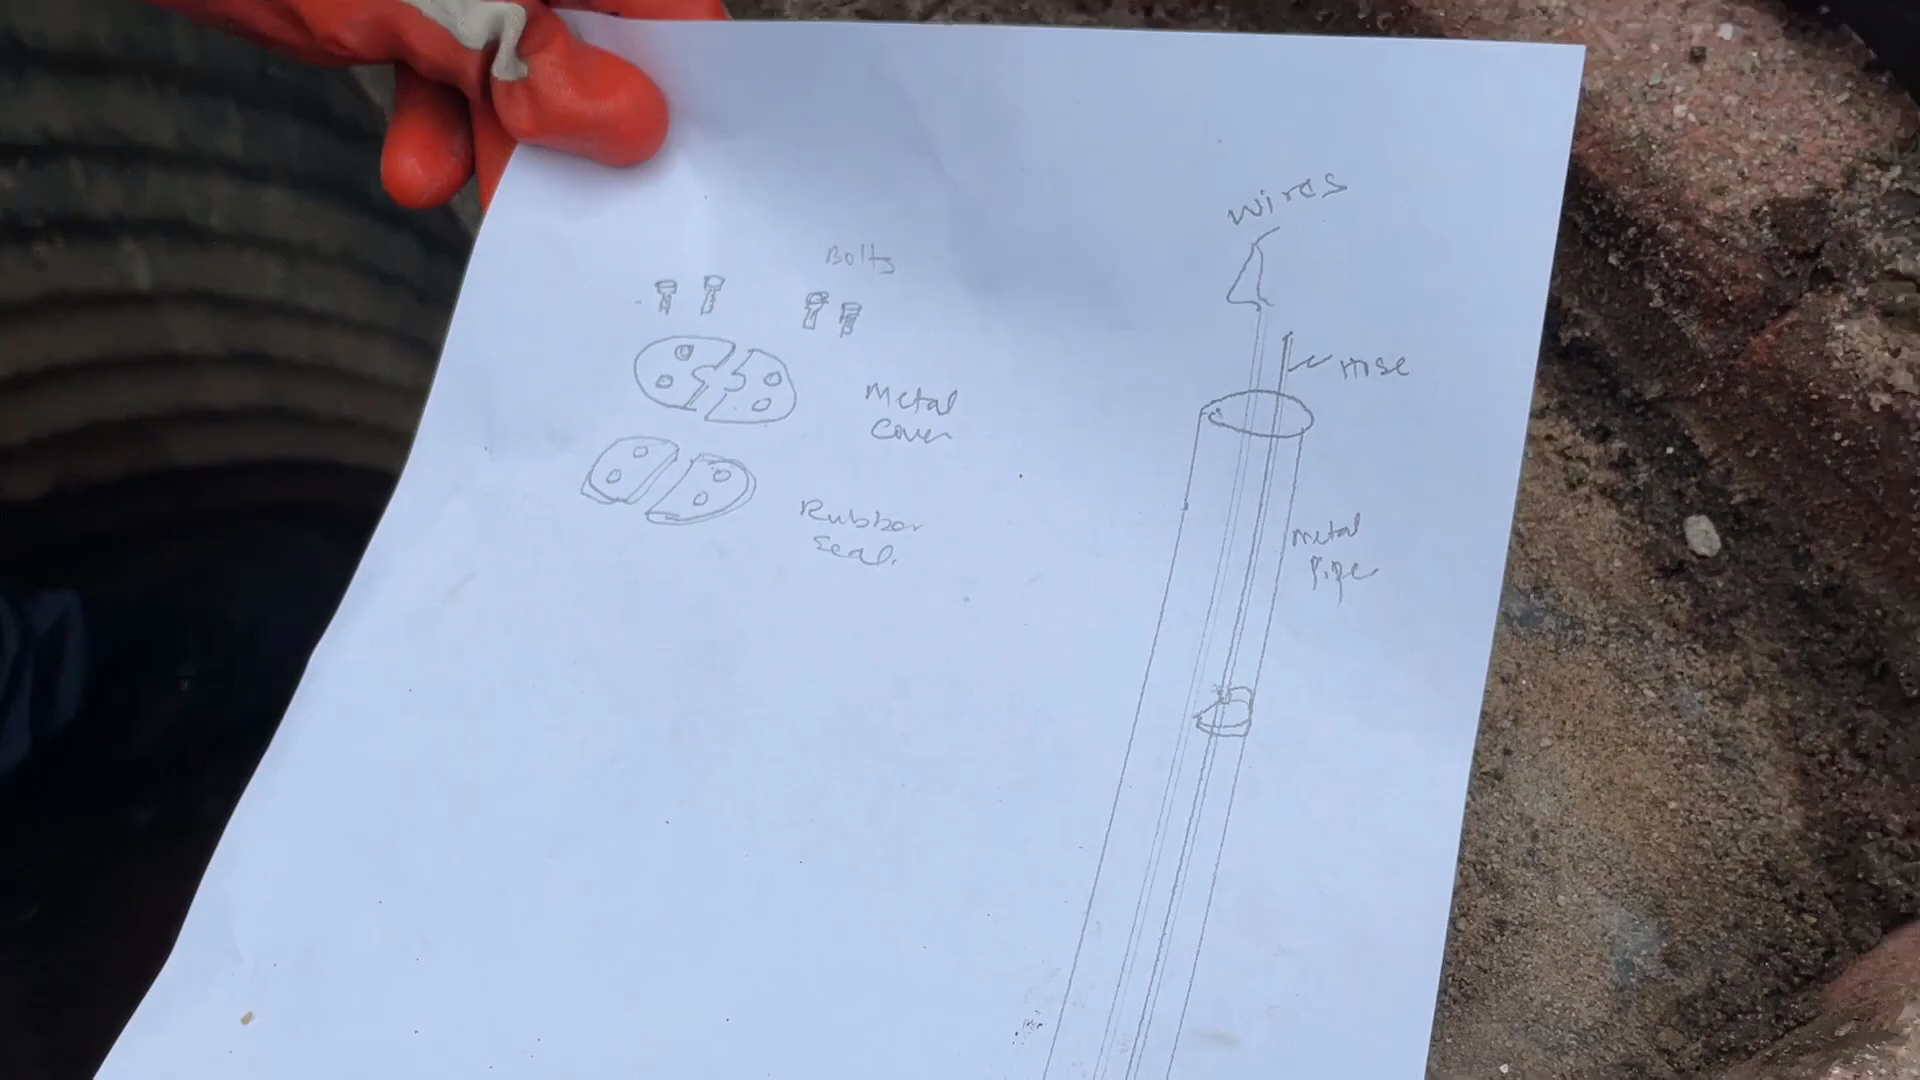 Wires
Bolts
Hose
Metal
Cover
Rubber
Seal.
Metal
Pipe